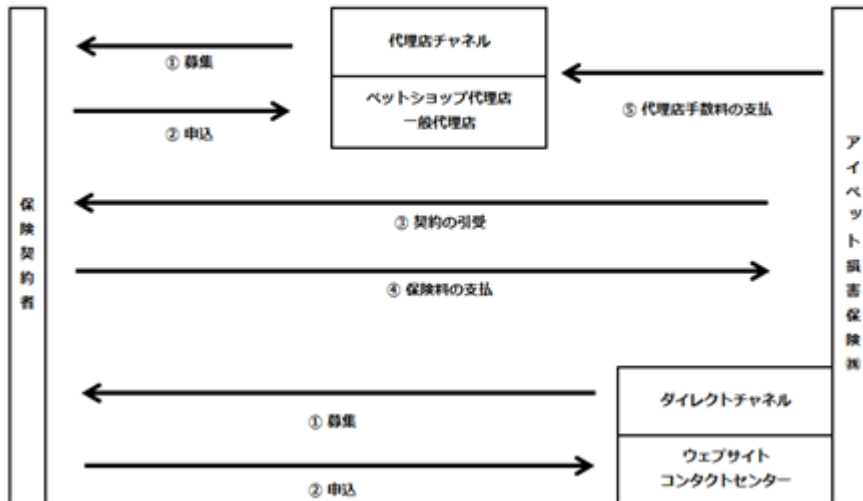 代理店チャネル
① 募集
ペットショップ代理店
一般代理店
② 申込
⑤ 代理店手数料の支払
保険契約者
アイペット損害保険㈱
③ 契約の引受
④ 保険料の支払
ダイレクトチャネル
① 募集
ウェブサイト
コンタクトセンター
② 申込